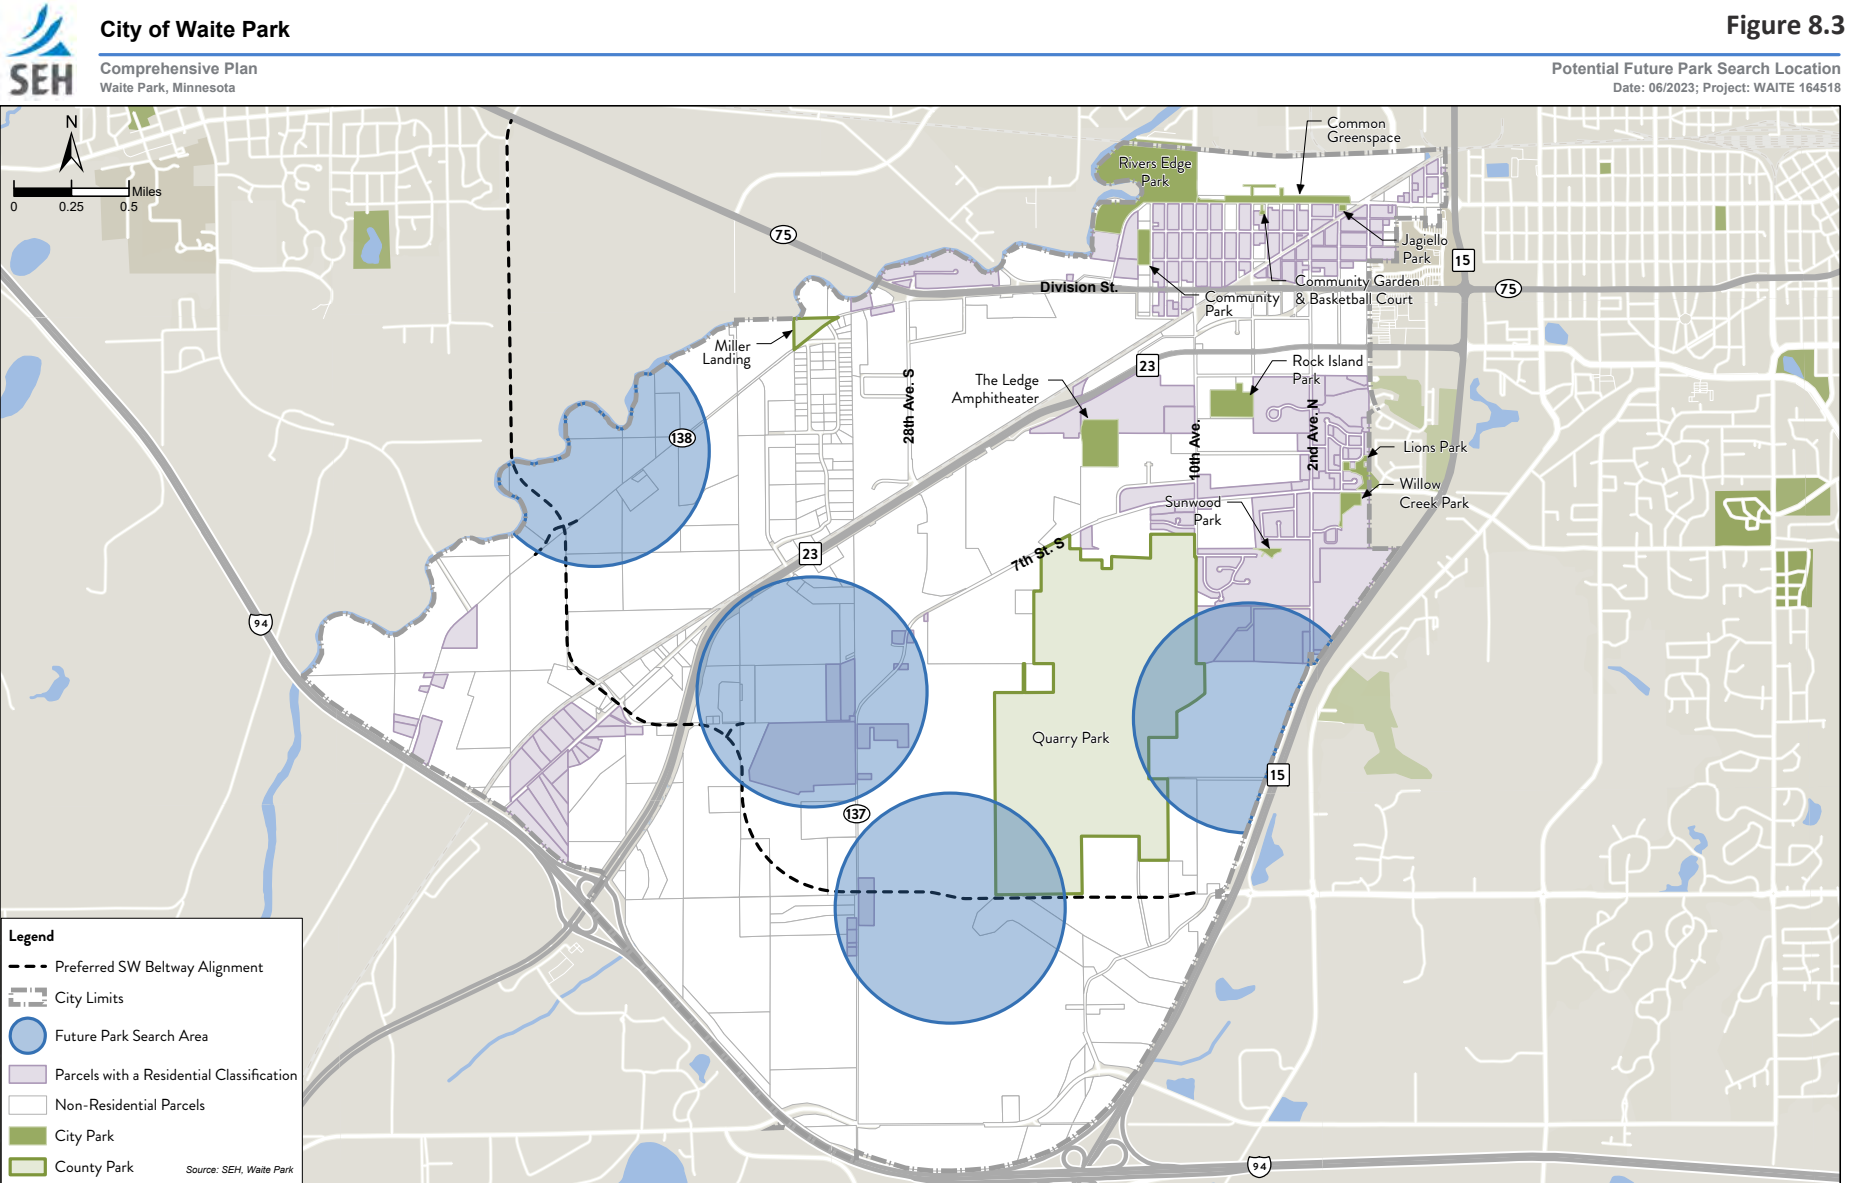 SEH
City of Waite Park
Figure 8.3
Comprehensive Plan
Waite Park, Minnesota
Potential Future Park Search Location
Date: 06/2023; Project: WAITE 164518
N
Miles
0 0.25 0.5
Common
Greenspace
Rivers Edge
Park
75
Jagiello
Park
15
Division St.
Community
Park
Community Garden
& Basketball Court
75
Miller
Landing
23
Rock Island
Park
The Ledge
Amphitheater
28th Ave. S
138
10th Ave.
2nd Ave. N
Lions Park
Willow
Creek Park
Sunwood
Park
23
7th St. S
94
Quarry Park
15
137
94
Legend
Preferred SW Beltway Alignment
City Limits
Future Park Search Area
Parcels with a Residential Classification
Non-Residential Parcels
City Park
County Park
Source: SEH, Waite Park